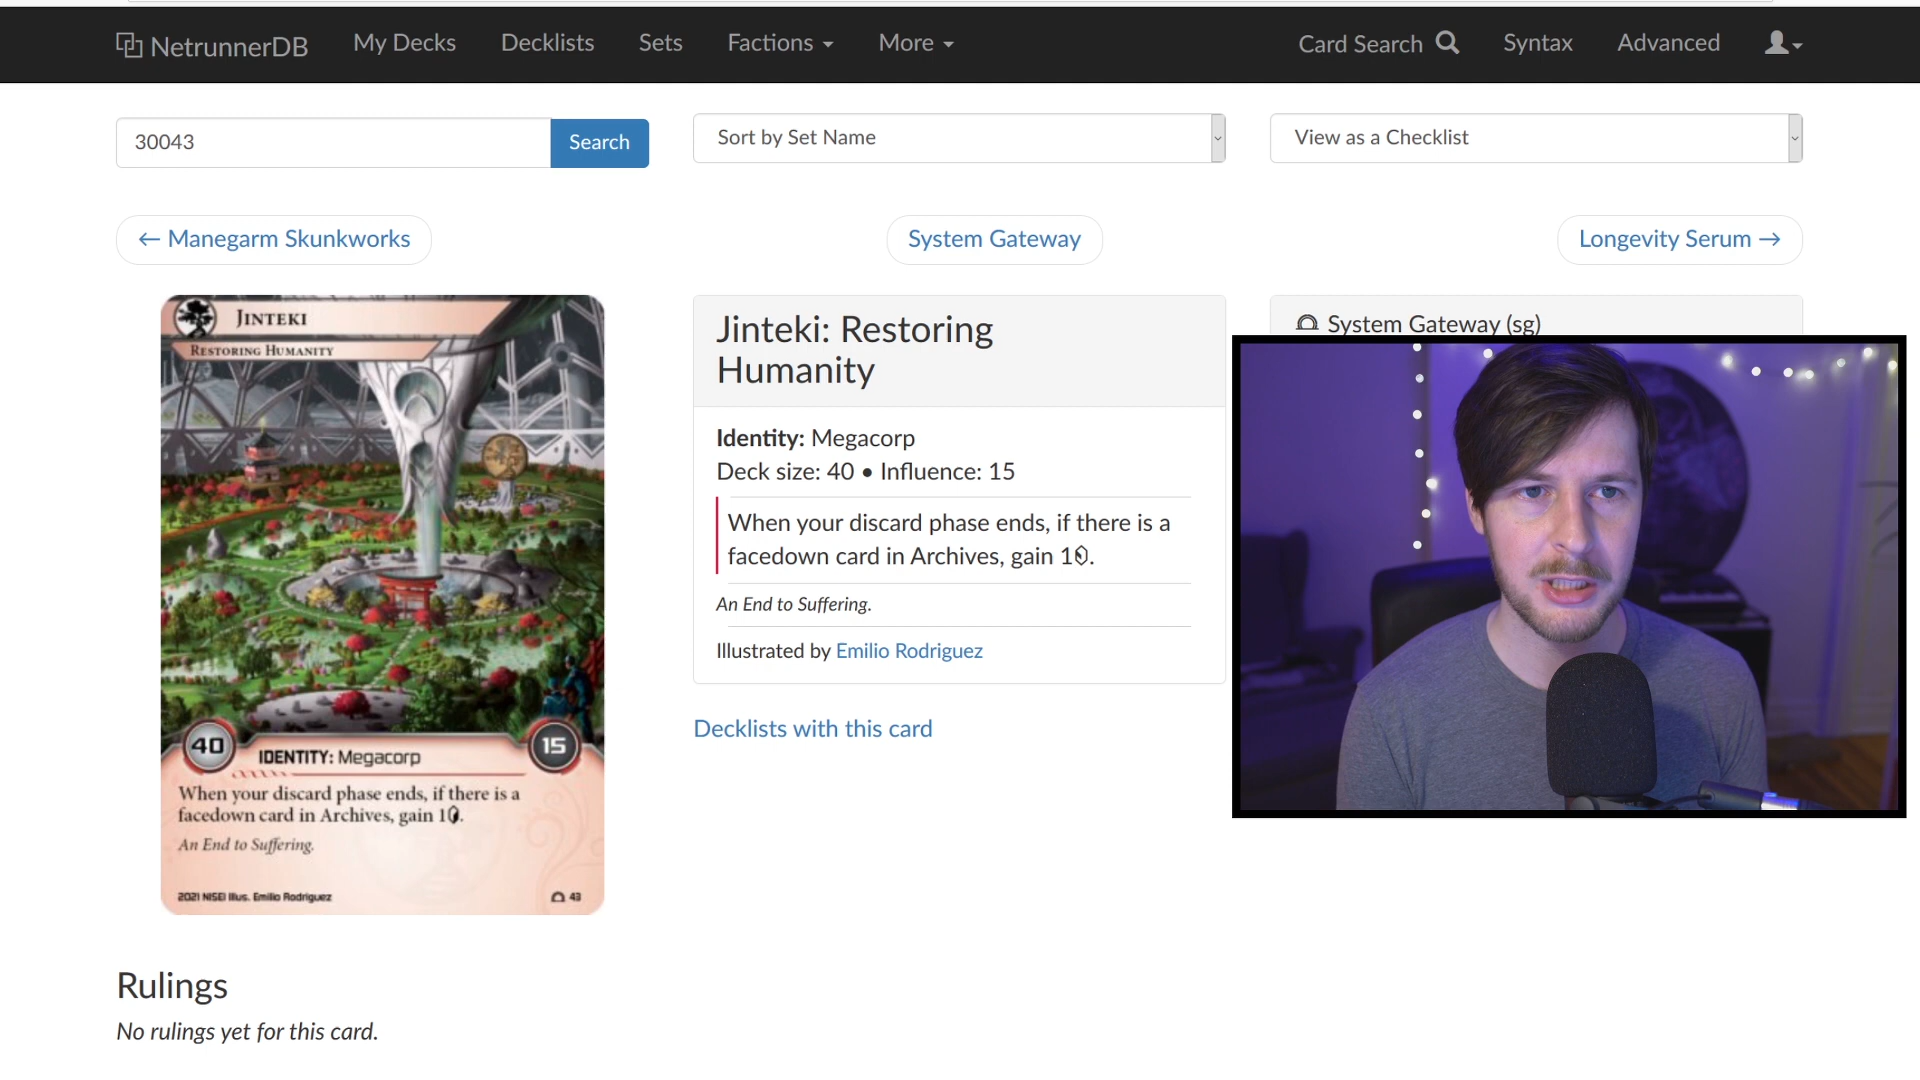 NetrunnerDB My Decks Decklists Sets Factions More Card Search Syntax Advanced
30043 Search Sort by Set Name View as a Checklist
← Manegarm Skunkworks System Gateway Longevity Serum →
JINTEKI
RESTORING HUMANITY
40 IDENTITY: Megacorp 15
When your discard phase ends, if there is a
facedown card in Archives, gain 1.
An End to Suffering.
2021 NISEI Illus. Emilio Rodriguez 43
Jinteki: Restoring
Humanity
Identity: Megacorp
Deck size: 40 • Influence: 15
When your discard phase ends, if there is a
facedown card in Archives, gain 1.
An End to Suffering.
Illustrated by Emilio Rodriguez
Decklists with this card
System Gateway (sg)
Rulings
No rulings yet for this card.